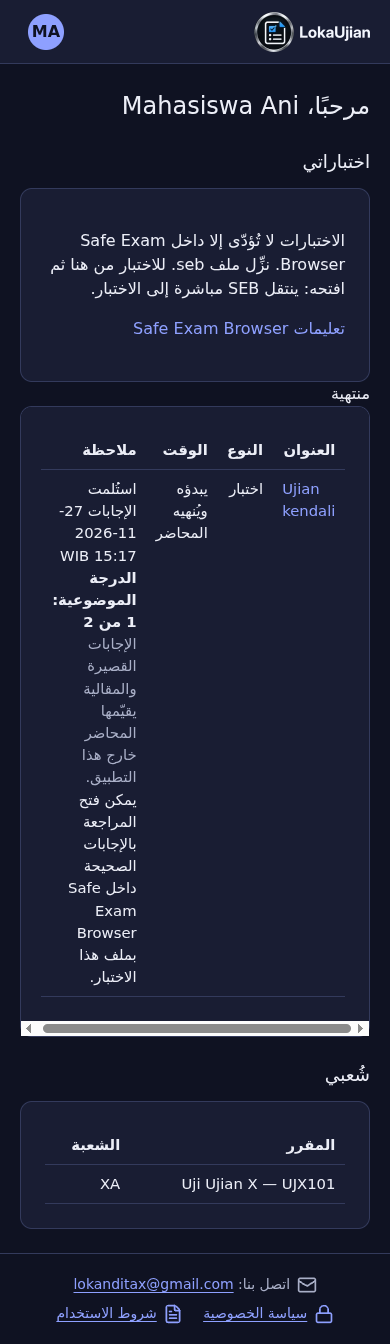 LokaUjian
MA
مرحبًا، Mahasiswa Ani
اختباراتي
الاختبارات لا تُؤدّى إلا داخل Safe Exam
Browser. نزِّل ملف seb. للاختبار من هنا ثم
افتحه: ينتقل SEB مباشرة إلى الاختبار.
تعليمات Safe Exam Browser
منتهية
العنوان النوع الوقت ملاحظة
Ujian kendali
اختبار
يبدؤه
ويُنهيه
المحاضر
استُلمت
الإجابات 27-
11-2026
15:17 WIB
الدرجة
الموضوعية:
1 من 2
الإجابات
القصيرة
والمقالية
يقيّمها
المحاضر
خارج هذا
التطبيق.
يمكن فتح
المراجعة
بالإجابات
الصحيحة
داخل Safe
Exam
Browser
بملف هذا
الاختبار.
شُعبي
المقرر الشعبة
Uji Ujian X — UJX101 XA
اتصل بنا: lokanditax@gmail.com
سياسة الخصوصية شروط الاستخدام